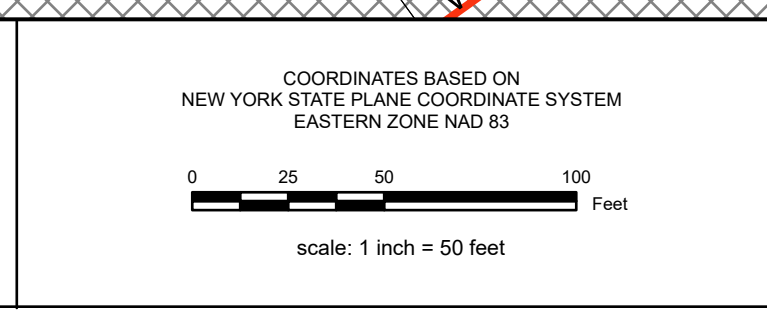 COORDINATES BASED ON
NEW YORK STATE PLANE COORDINATE SYSTEM
EASTERN ZONE NAD 83
0 25 50 100
Feet
scale: 1 inch = 50 feet